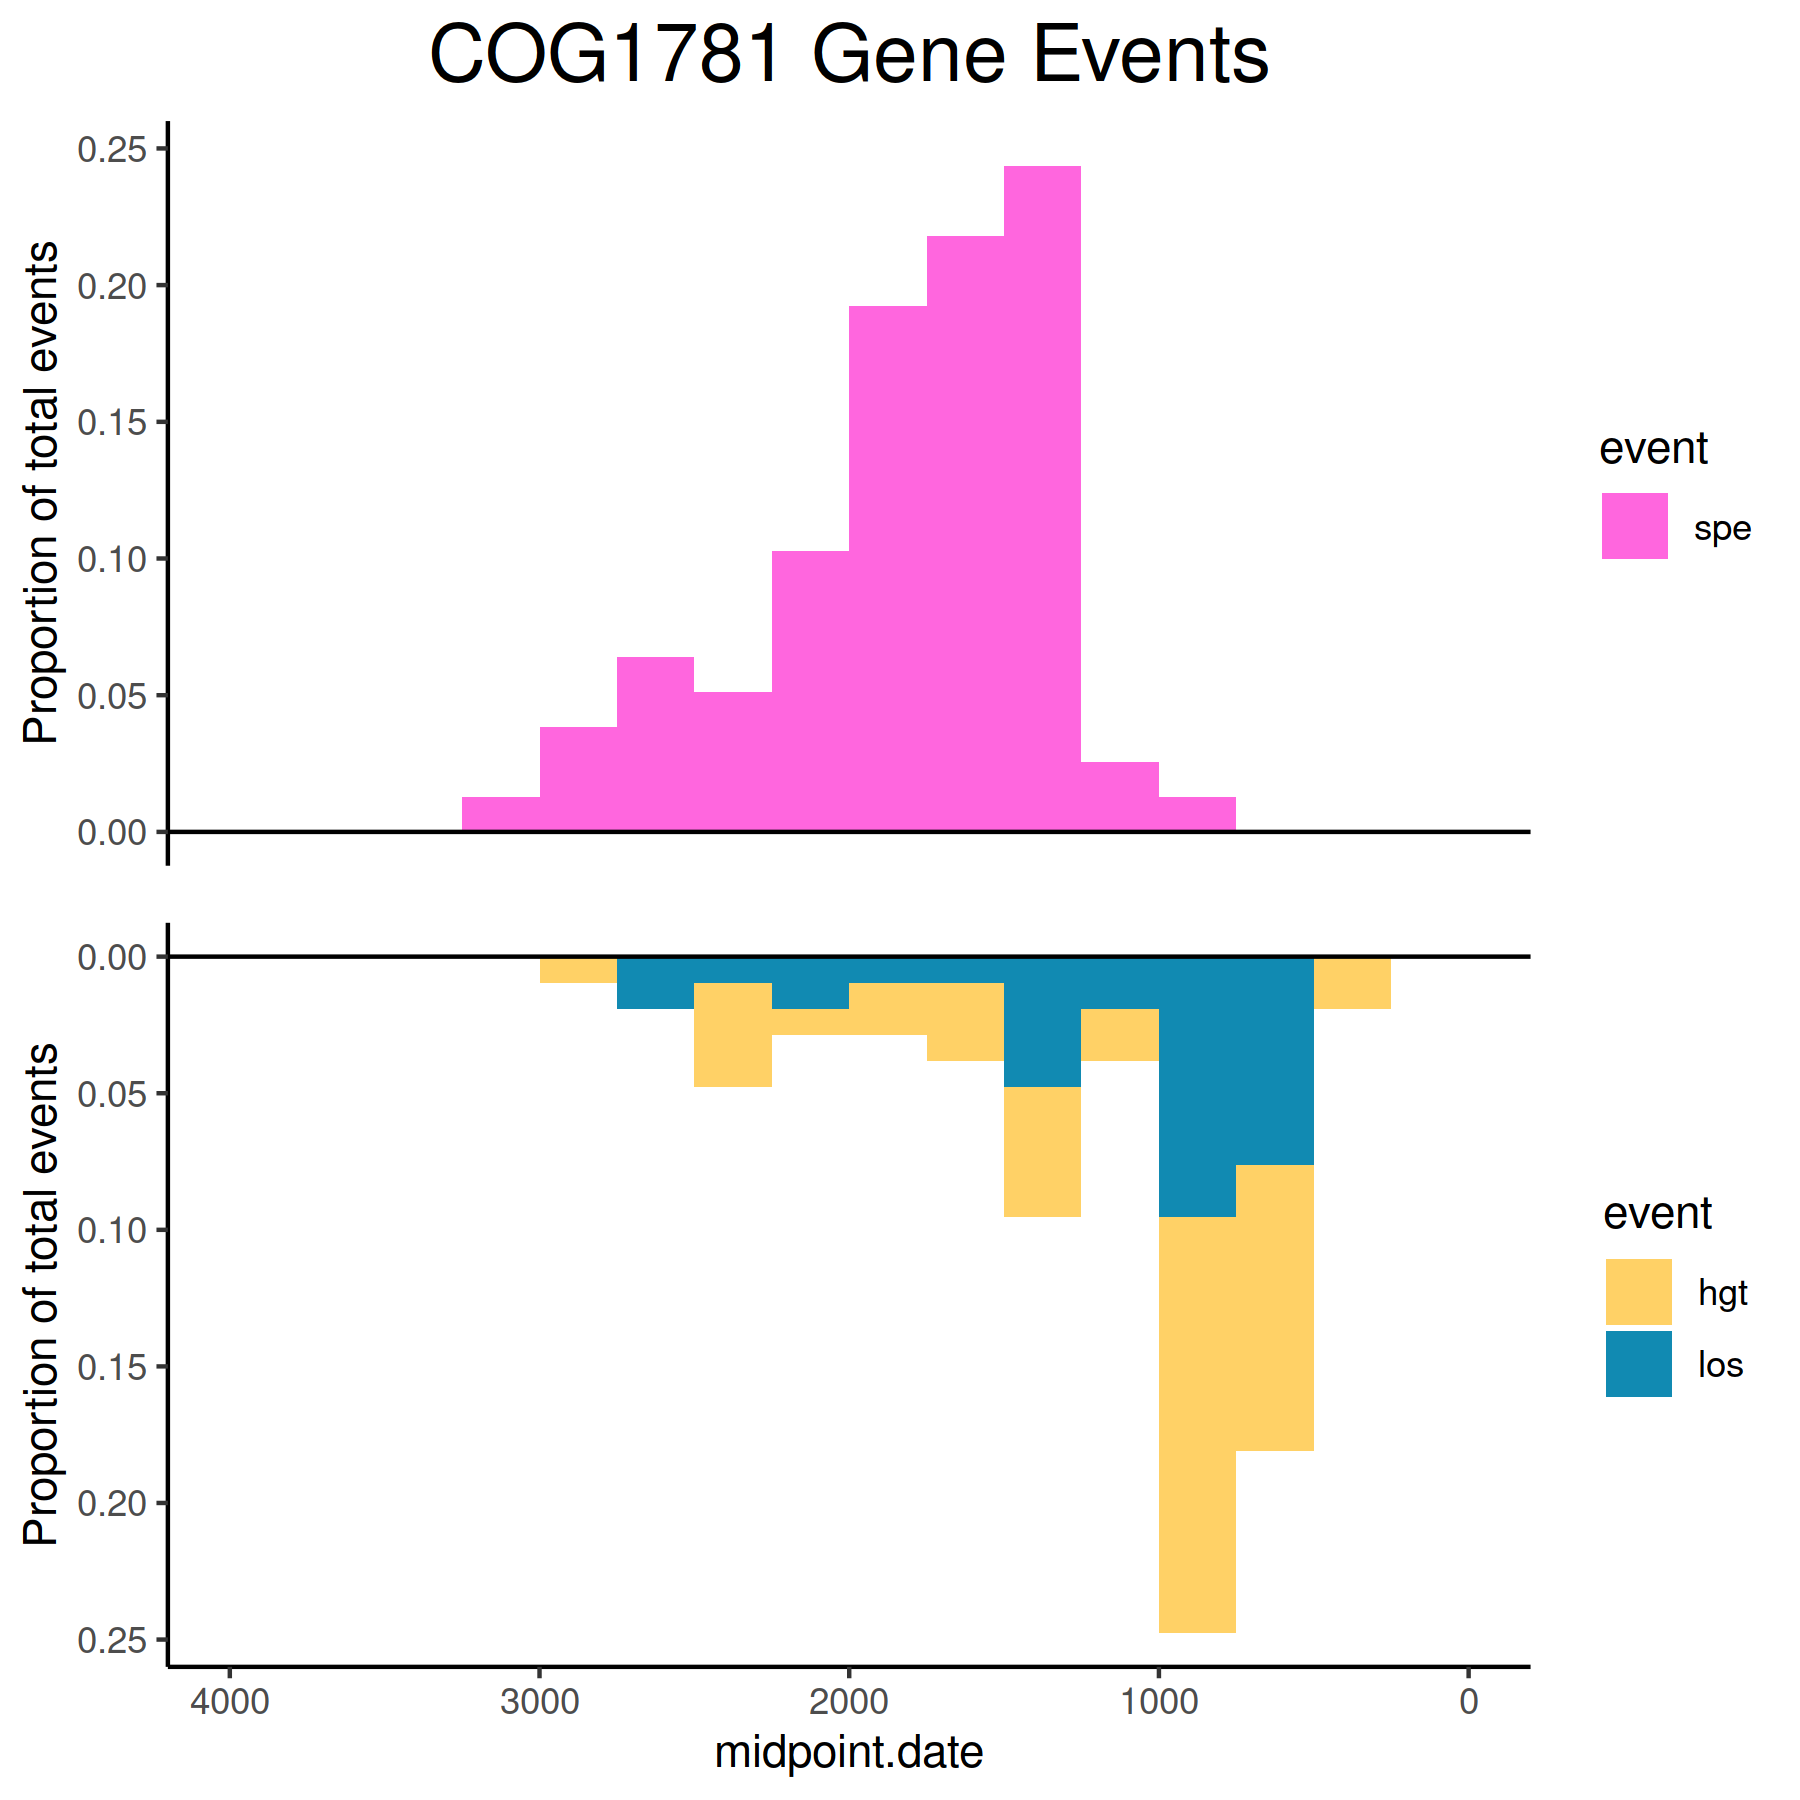 COG1781 Gene Events
Proportion of total events
0.25
0.20
0.15
0.10
0.05
0.00
event
spe
Proportion of total events
0.00
0.05
0.10
0.15
0.20
0.25
event
hgt
los
4000 3000 2000 1000 0
midpoint.date